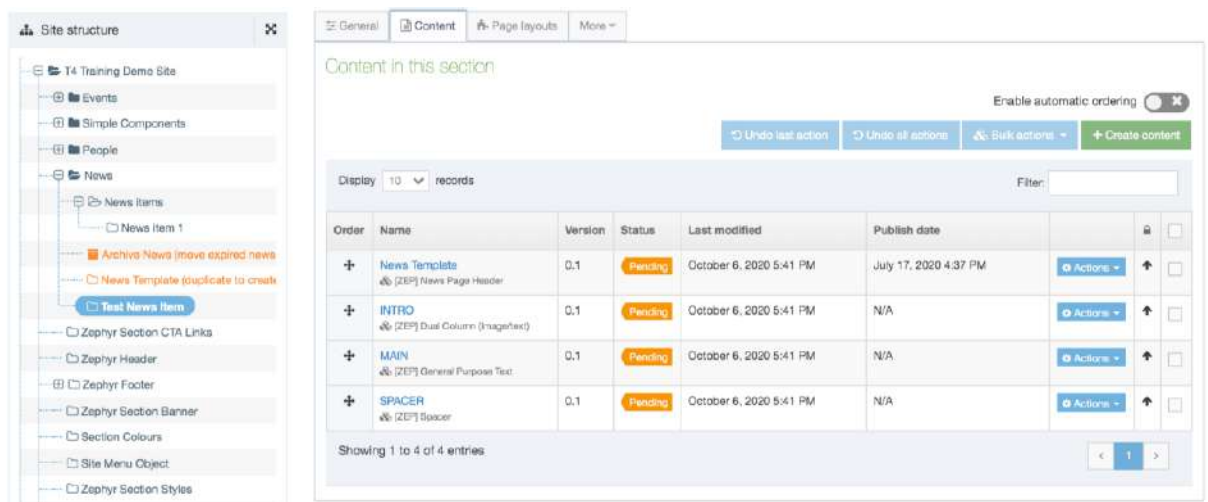 Site structure
T4 Training Demo Site
Events
Simple Components
People
News
News Items
News Item 1
Archive News (move expired news
News Template (duplicate to create
Test News Item
Zephyr Section CTA Links
Zephyr Header
Zephyr Footer
Zephyr Section Banner
Section Colours
Site Menu Object
Zephyr Section Styles
General Content Page layouts More
Content in this section
Enable automatic ordering
Undo last action Undo all actions Bulk actions + Create content
Display 10 records Filter:
Order Name Version Status Last modified Publish date
News Template 0.1 Pending October 6, 2020 5:41 PM July 17, 2020 4:37 PM Actions
[ZEP] News Page Header
INTRO 0.1 Pending October 6, 2020 5:41 PM N/A Actions
[ZEP] Dual Column (Image/text)
MAIN 0.1 Pending October 6, 2020 5:41 PM N/A Actions
[ZEP] General Purpose Text
SPACER 0.1 Pending October 6, 2020 5:41 PM N/A Actions
[ZEP] Spacer
Showing 1 to 4 of 4 entries
< 1 >